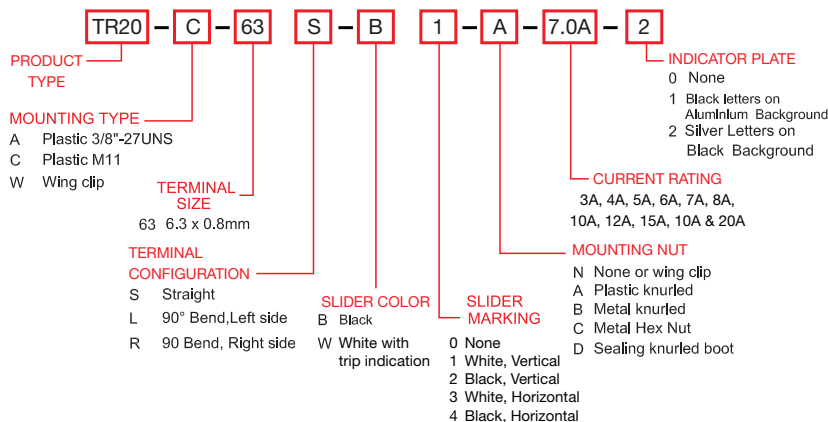 TR20 – C – 63 S – B 1 – A – 7.0A – 2
PRODUCT
TYPE
MOUNTING TYPE
A Plastic 3/8"-27UNS
C Plastic M11
W Wing clip
TERMINAL
SIZE
63 6.3 x 0.8mm
TERMINAL
CONFIGURATION
S Straight
L 90° Bend,Left side
R 90 Bend, Right side
SLIDER COLOR
B Black
W White with
trip indication
SLIDER
MARKING
0 None
1 White, Vertical
2 Black, Vertical
3 White, Horizontal
4 Black, Horizontal
MOUNTING NUT
N None or wing clip
A Plastic knurled
B Metal knurled
C Metal Hex Nut
D Sealing knurled boot
CURRENT RATING
3A, 4A, 5A, 6A, 7A, 8A,
10A, 12A, 15A, 10A & 20A
INDICATOR PLATE
0 None
1 Black letters on
Aluminlum Background
2 Silver Letters on
Black Background